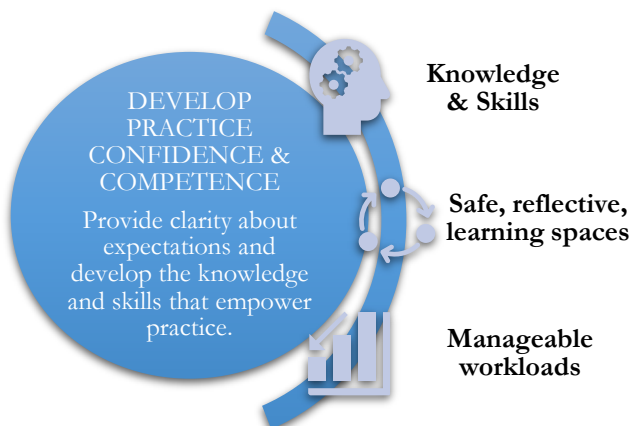 DEVELOP
PRACTICE
CONFIDENCE &
COMPETENCE
Provide clarity about
expectations and
develop the knowledge
and skills that empower
practice.
Knowledge
& Skills
Safe, reflective,
learning spaces
Manageable
workloads